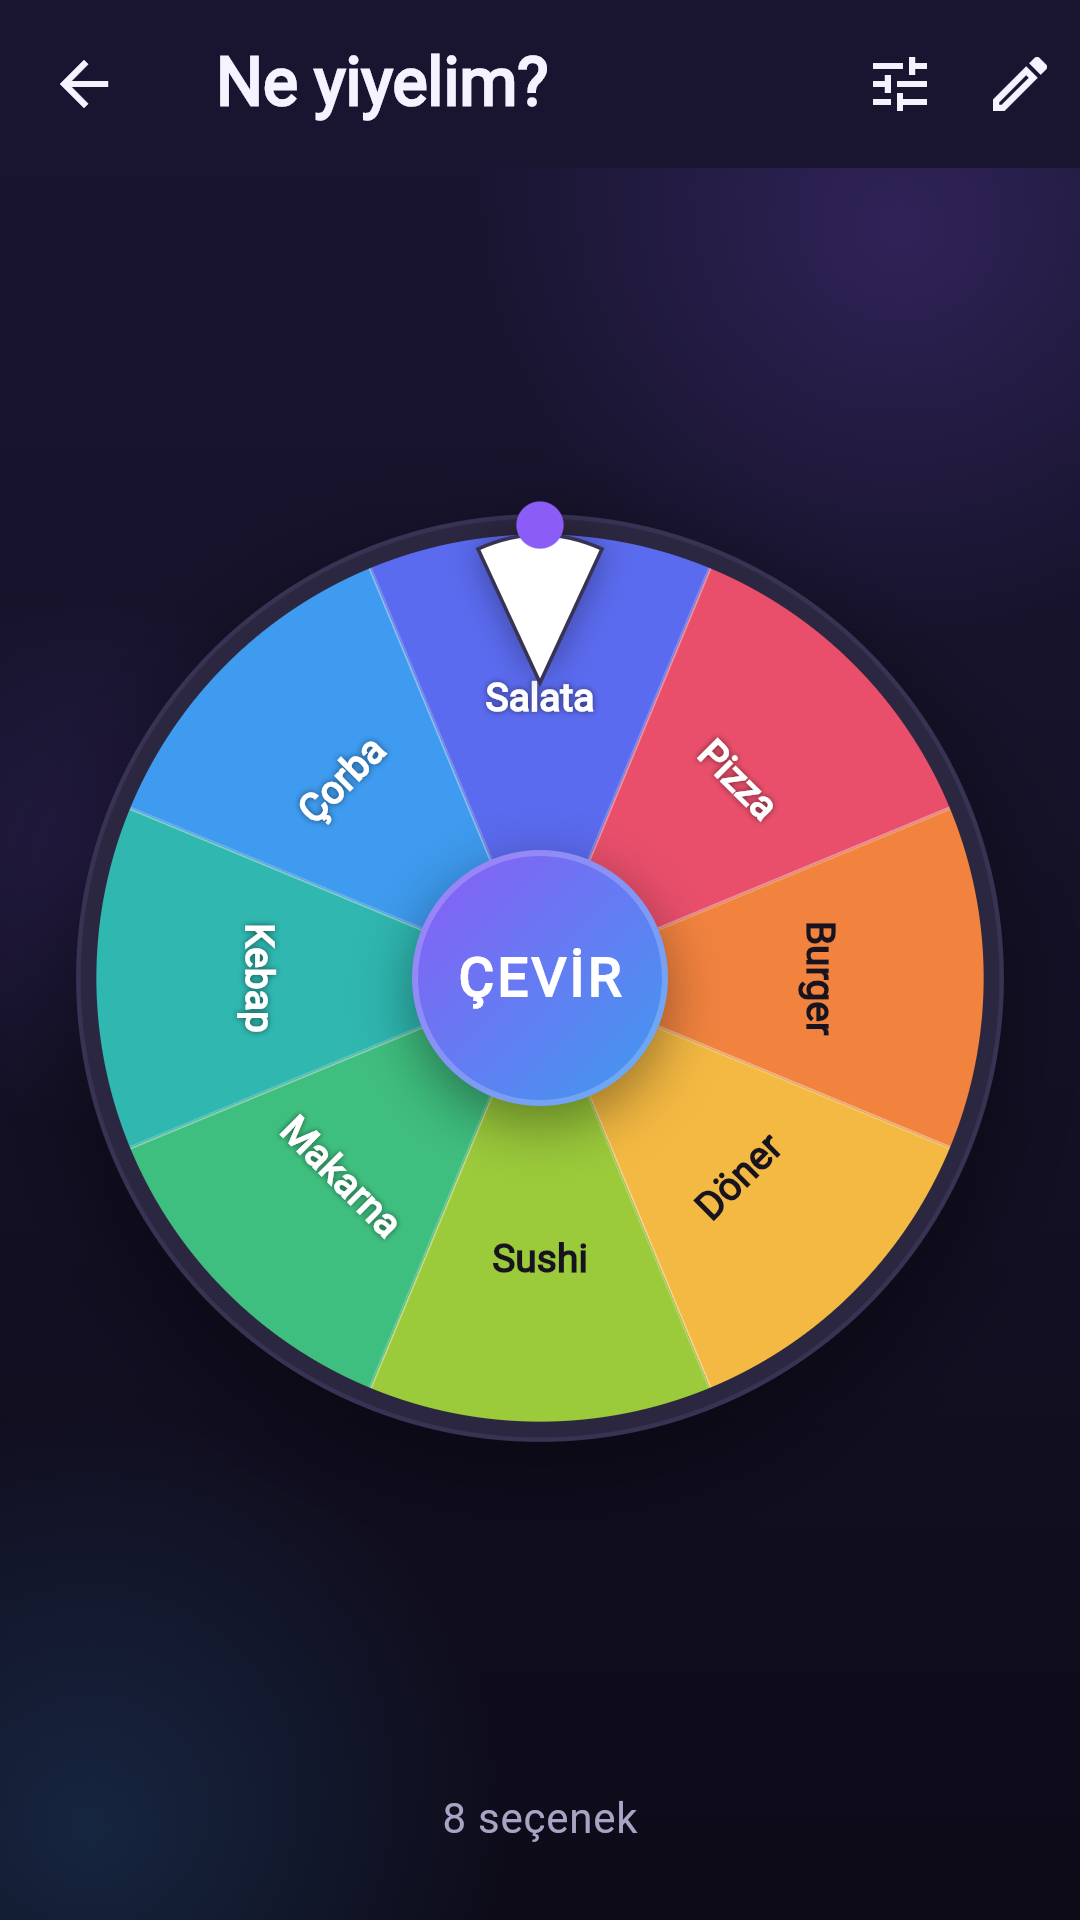 Ne yiyelim?
Salata
Pizza
Burger
Döner
Sushi
Makarna
Kebap
Çorba
ÇEVİR
8 seçenek